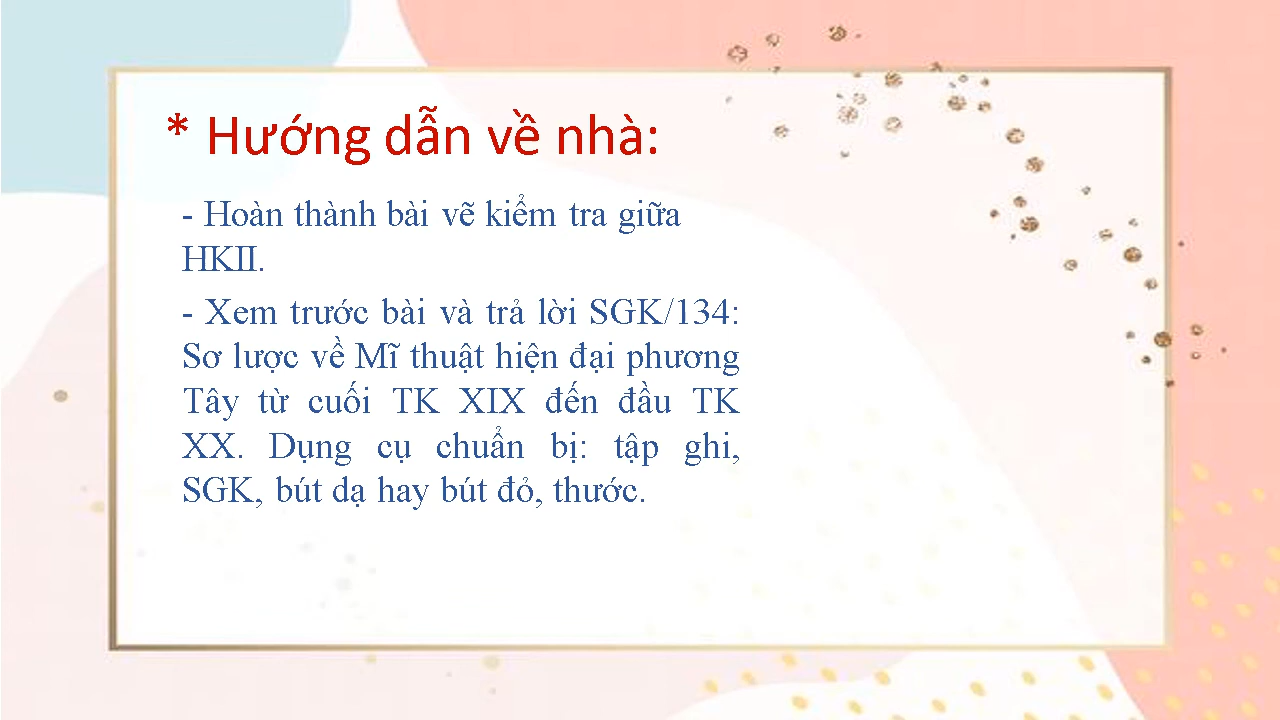 * Hướng dẫn về nhà:
- Hoàn thành bài vẽ kiểm tra giữa
HKII.
- Xem trước bài và trả lời SGK/134:
Sơ lược về Mĩ thuật hiện đại phương
Tây từ cuối TK XIX đến đầu TK
XX. Dụng cụ chuẩn bị: tập ghi,
SGK, bút dạ hay bút đỏ, thước.